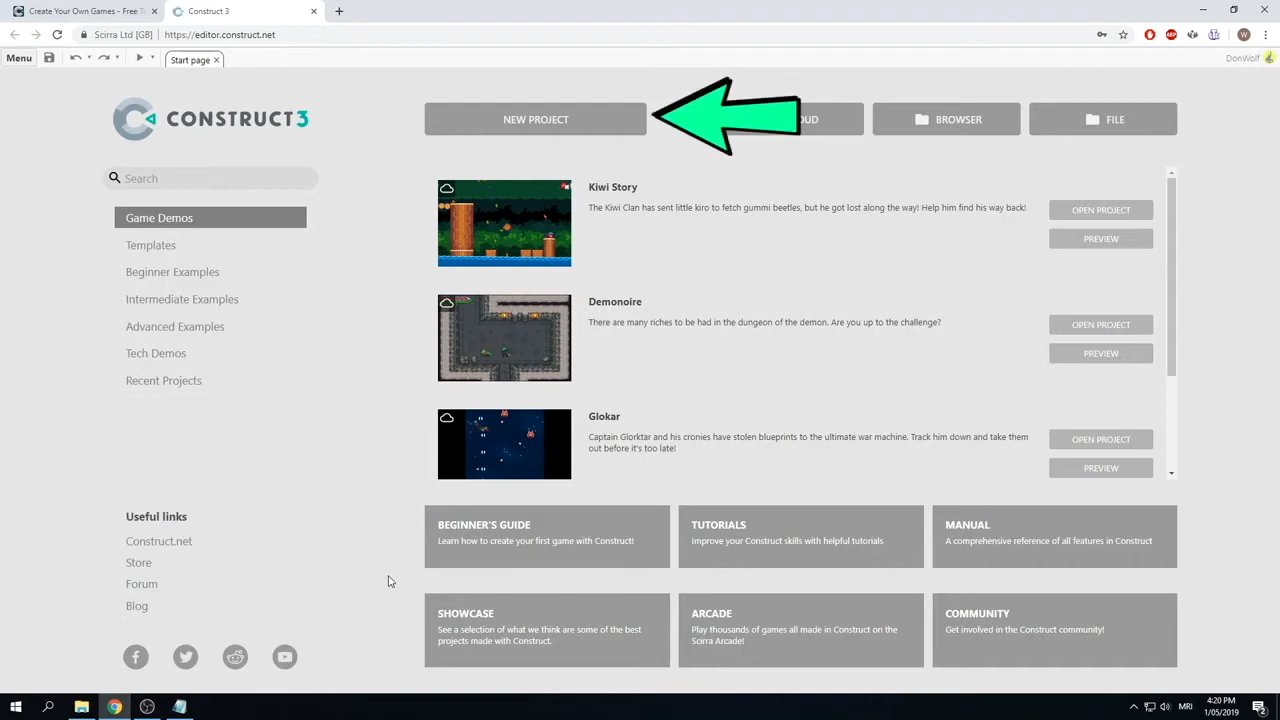 Create Your Own Games - Free T
Construct 3
Scirra Ltd [GB]
https://editor.construct.net
W
Menu
Start page
DonWolf
CONSTRUCT3
NEW PROJECT
OUD
BROWSER
FILE
Search
Game Demos
Templates
Beginner Examples
Intermediate Examples
Advanced Examples
Tech Demos
Recent Projects
Kiwi Story
The Kiwi Clan has sent little kiro to fetch gummi beetles, but he got lost along the way! Help him find his way back!
OPEN PROJECT
PREVIEW
Demonoire
There are many riches to be had in the dungeon of the demon. Are you up to the challenge?
OPEN PROJECT
PREVIEW
Glokar
Captain Glorktar and his cronies have stolen blueprints to the ultimate war machine. Track him down and take them
out before it's too late!
OPEN PROJECT
PREVIEW
Useful links
Construct.net
Store
Forum
Blog
BEGINNER'S GUIDE
Learn how to create your first game with Construct!
TUTORIALS
Improve your Construct skills with helpful tutorials
MANUAL
A comprehensive reference of all features in Construct
SHOWCASE
See a selection of what we think are some of the best
projects made with Construct.
ARCADE
Play thousands of games all made in Construct on the
Scirra Arcade!
COMMUNITY
Get involved in the Construct community!
MRI
4:20 PM
1/05/2019
2